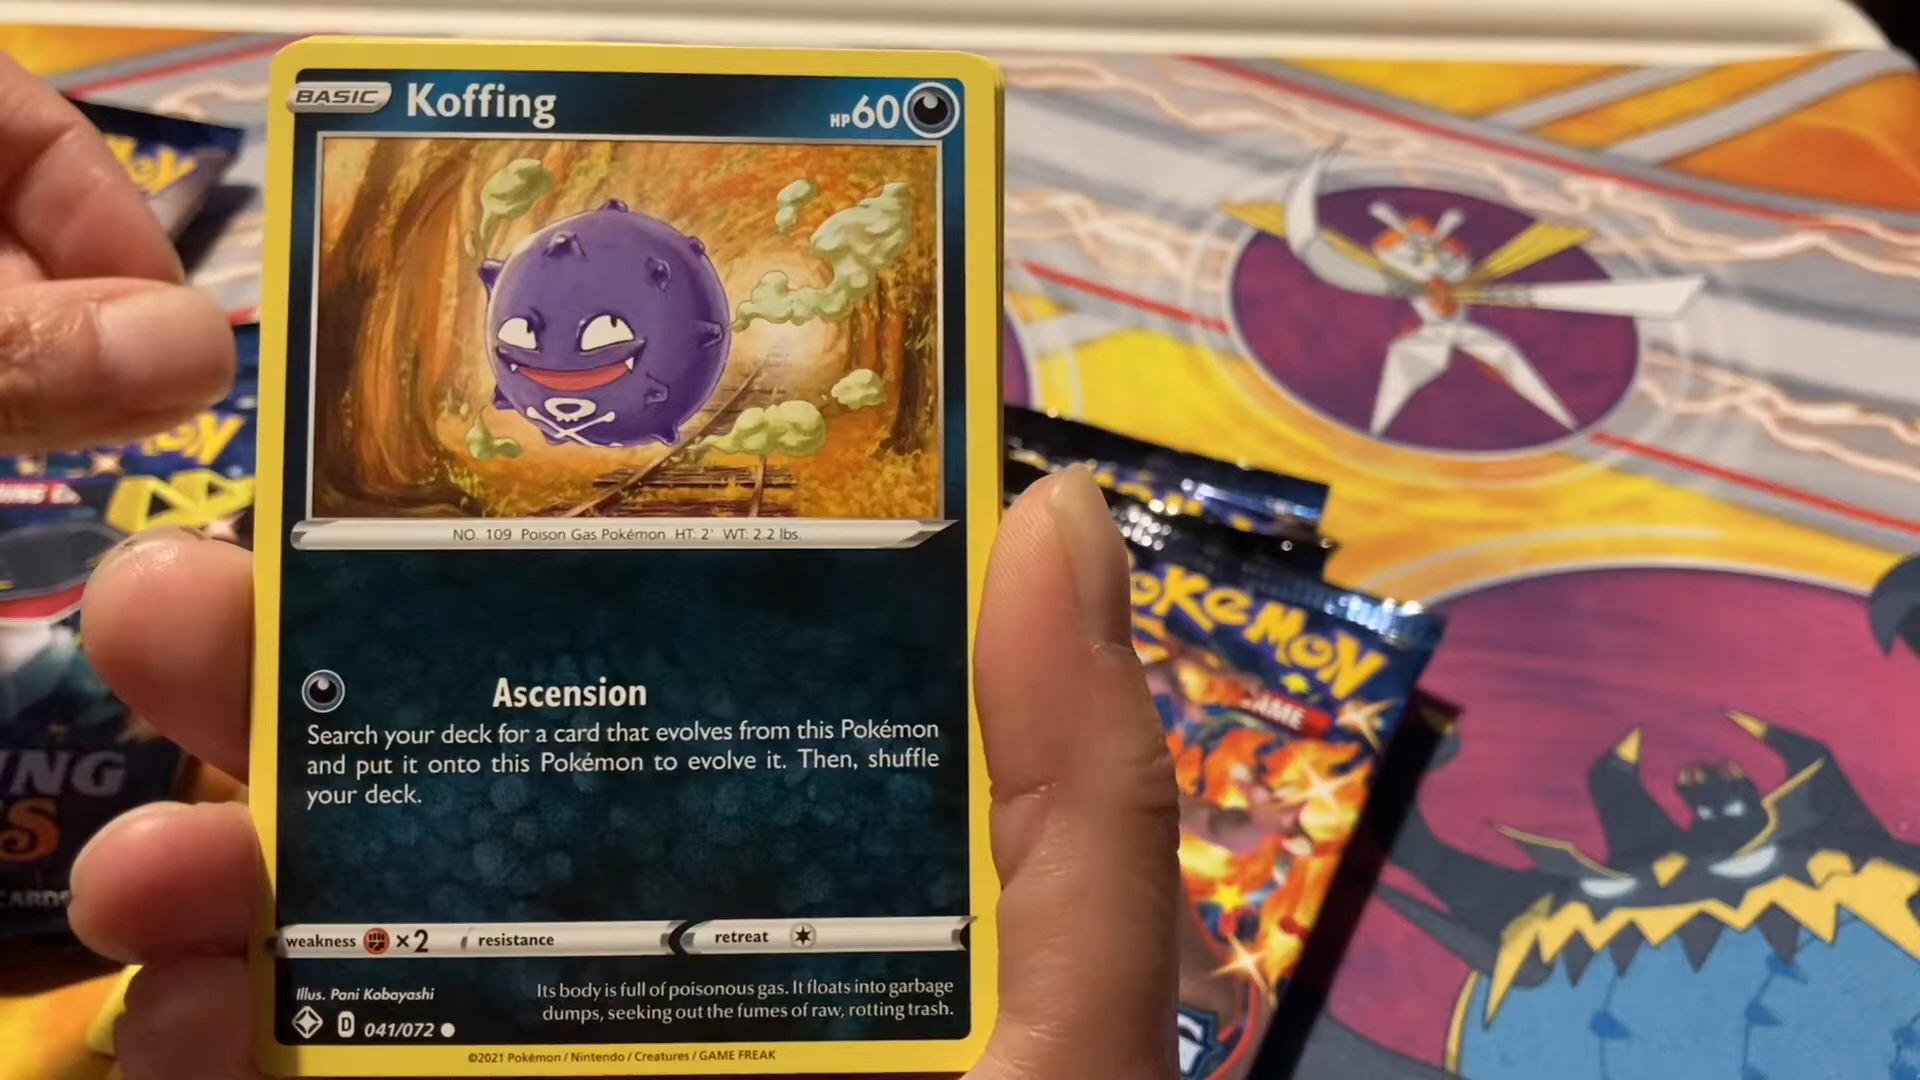 BASIC Koffing HP60
NO. 109 Poison Gas Pokémon HT: 2' WT: 2.2 lbs.
Ascension
Search your deck for a card that evolves from this Pokémon
and put it onto this Pokémon to evolve it. Then, shuffle
your deck.
weakness ×2 resistance retreat
Illus. Pani Kobayashi
Its body is full of poisonous gas. It floats into garbage
dumps, seeking out the fumes of raw, rotting trash.
D 041/072
©2021 Pokémon / Nintendo / Creatures / GAME FREAK
POKéMON